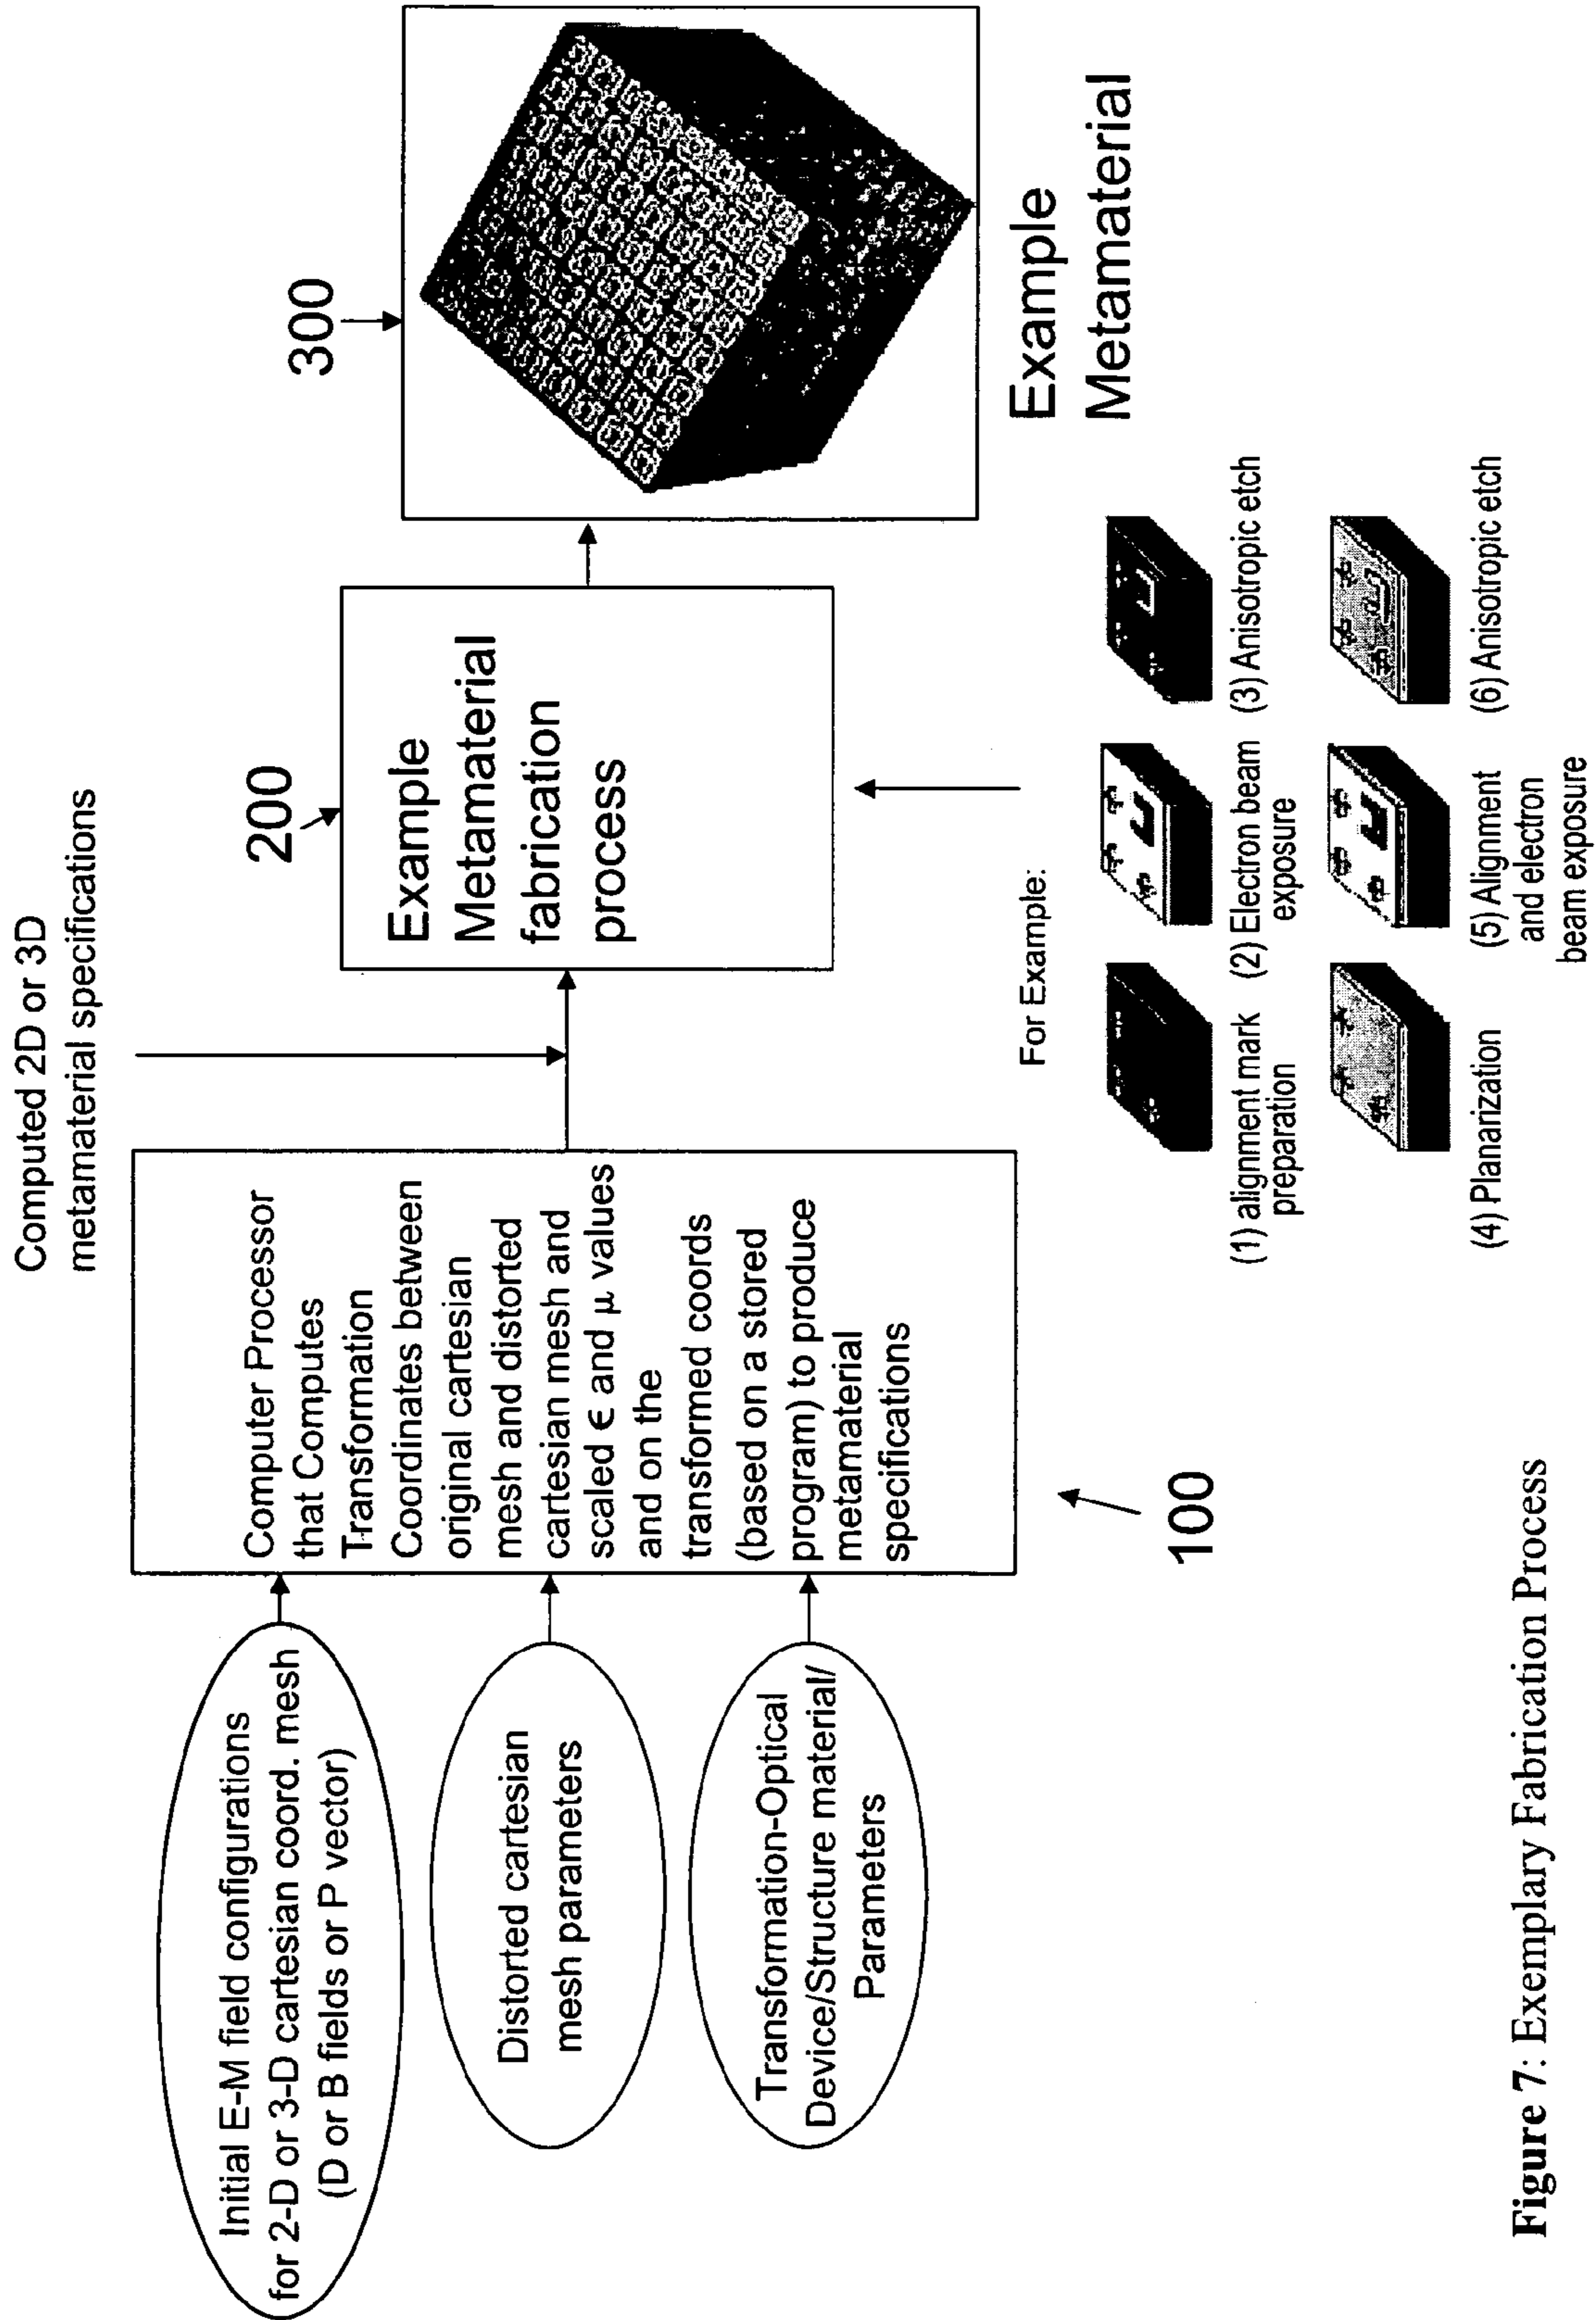 Computed 2D or 3D
metamaterial specifications
Initial E-M field configurations
for 2-D or 3-D cartesian coord. mesh
(D or B fields or P vector)
Distorted cartesian
mesh parameters
Transformation-Optical
Device/Structure material/
Parameters
Computer Processor
that Computes
Transformation
Coordinates between
original cartesian
mesh and distorted
cartesian mesh and
scaled ϵ and μ values
and on the
transformed coords
(based on a stored
program) to produce
metamaterial
specifications
100
200
Example
Metamaterial
fabrication
process
300
Example
Metamaterial
For Example:
(1) alignment mark
preparation
(2) Electron beam
exposure
(3) Anisotropic etch
(4) Planarization
(5) Alignment
and electron
beam exposure
(6) Anisotropic etch
Figure 7: Exemplary Fabrication Process